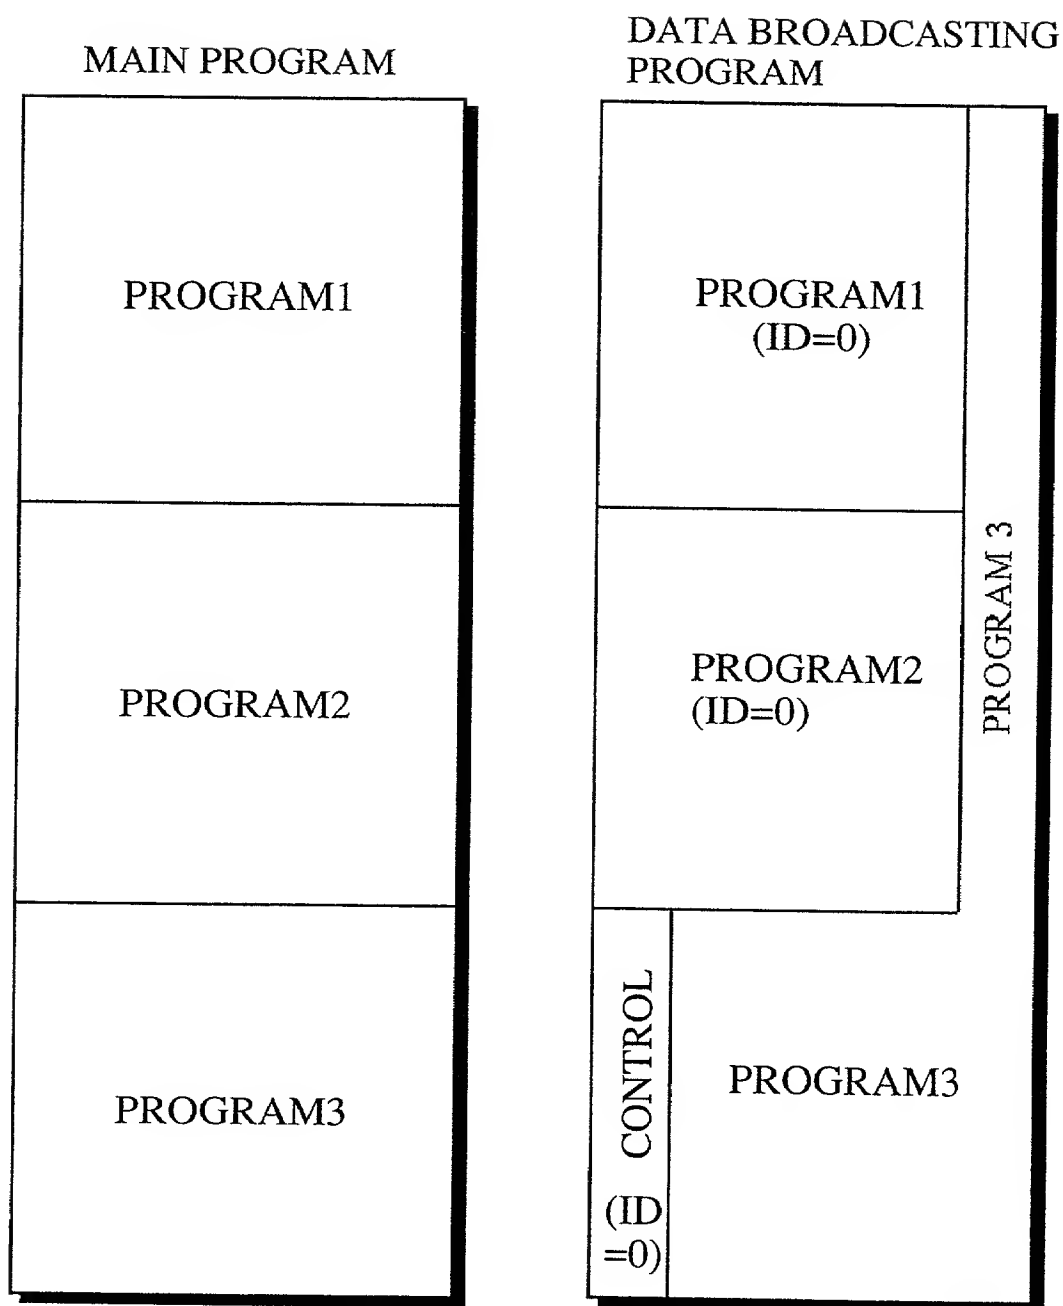 MAIN PROGRAM
PROGRAM1
PROGRAM2
PROGRAM3
DATA BROADCASTING
PROGRAM
PROGRAM1
(ID=0)
PROGRAM 3
PROGRAM2
(ID=0)
CONTROL
(ID
=0)
PROGRAM3